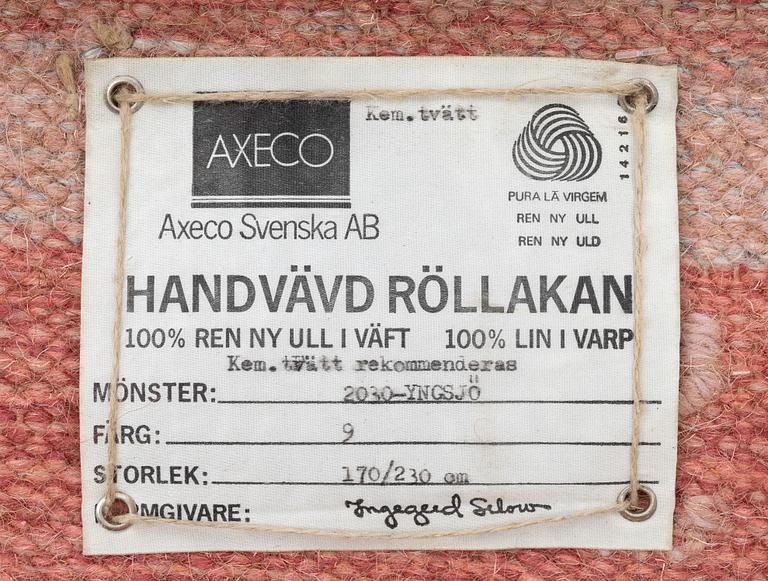 AXECO
Kem.tvätt
14216
PURA LÃ VIRGEM
REN NY ULL
REN NY ULD
Axeco Svenska AB
HANDVÄVD RÖLLAKAN
100% REN NY ULL I VÄFT 100% LIN I VARP
Kem.tvätt rekommenderas
MÖNSTER: 2030-YNGSJÖ
FÄRG: 9
STORLEK: 170/230 cm
FORMGIVARE: Ingegerd Silow